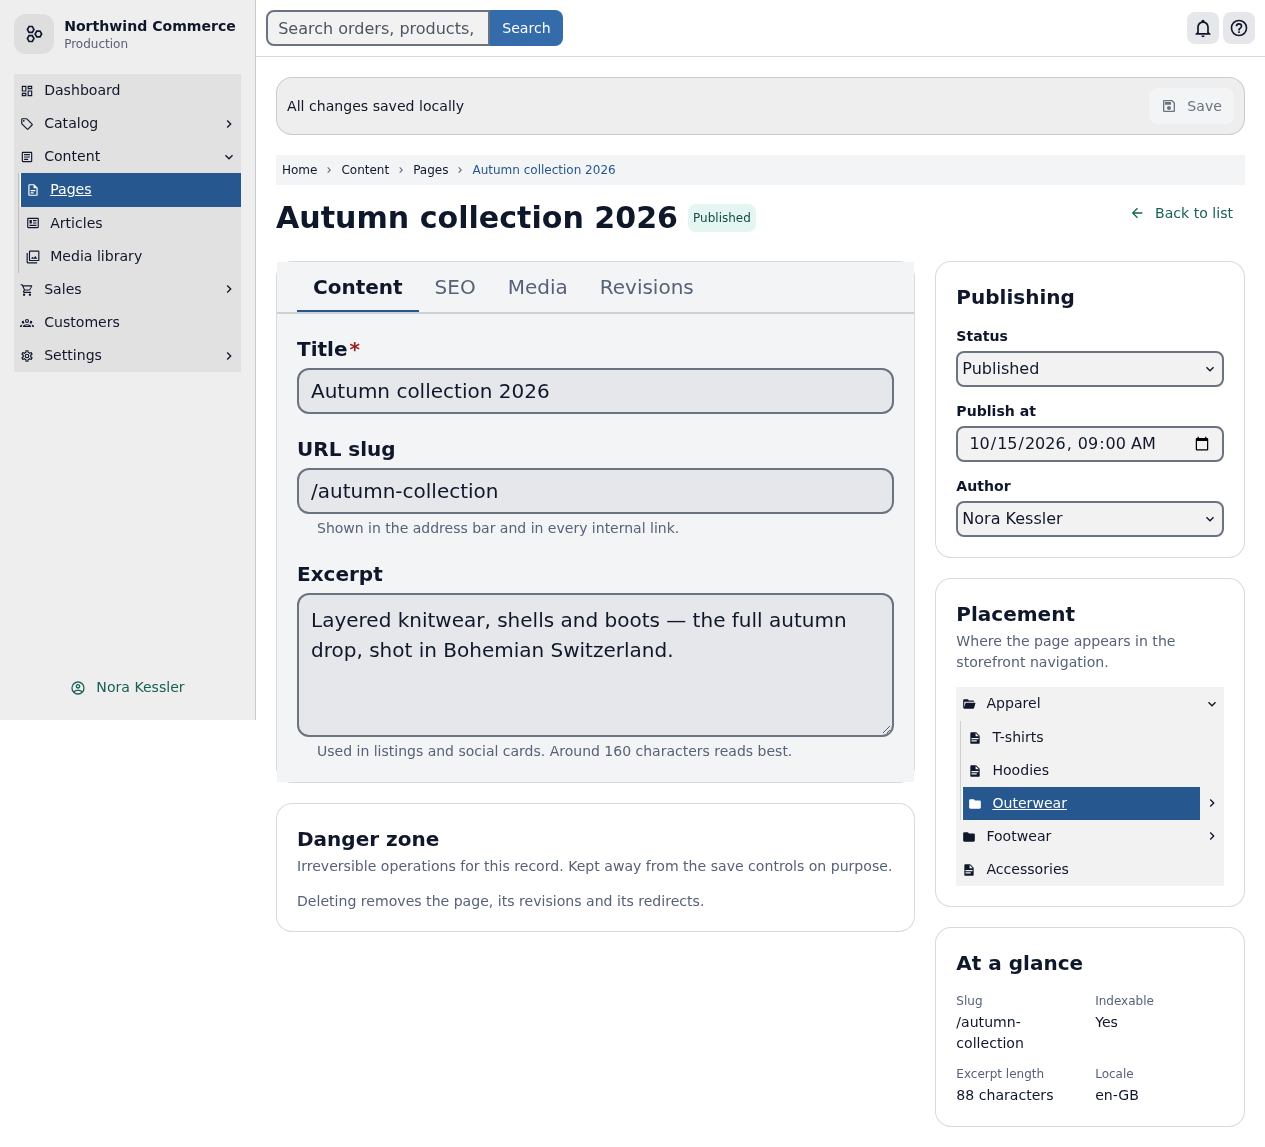 Northwind Commerce
Production
Dashboard
Catalog
Content
Pages
Articles
Media library
Sales
Customers
Settings
Nora Kessler
Search orders, products,
Search
All changes saved locally
Save
Home › Content › Pages › Autumn collection 2026
Autumn collection 2026
Published
Back to list
Content
SEO
Media
Revisions
Title*
Autumn collection 2026
URL slug
/autumn-collection
Shown in the address bar and in every internal link.
Excerpt
Layered knitwear, shells and boots — the full autumn
drop, shot in Bohemian Switzerland.
Used in listings and social cards. Around 160 characters reads best.
Danger zone
Irreversible operations for this record. Kept away from the save controls on purpose.
Deleting removes the page, its revisions and its redirects.
Publishing
Status
Published
Publish at
10/15/2026, 09:00 AM
Author
Nora Kessler
Placement
Where the page appears in the
storefront navigation.
Apparel
T-shirts
Hoodies
Outerwear
Footwear
Accessories
At a glance
Slug
/autumn-
collection
Indexable
Yes
Excerpt length
88 characters
Locale
en-GB